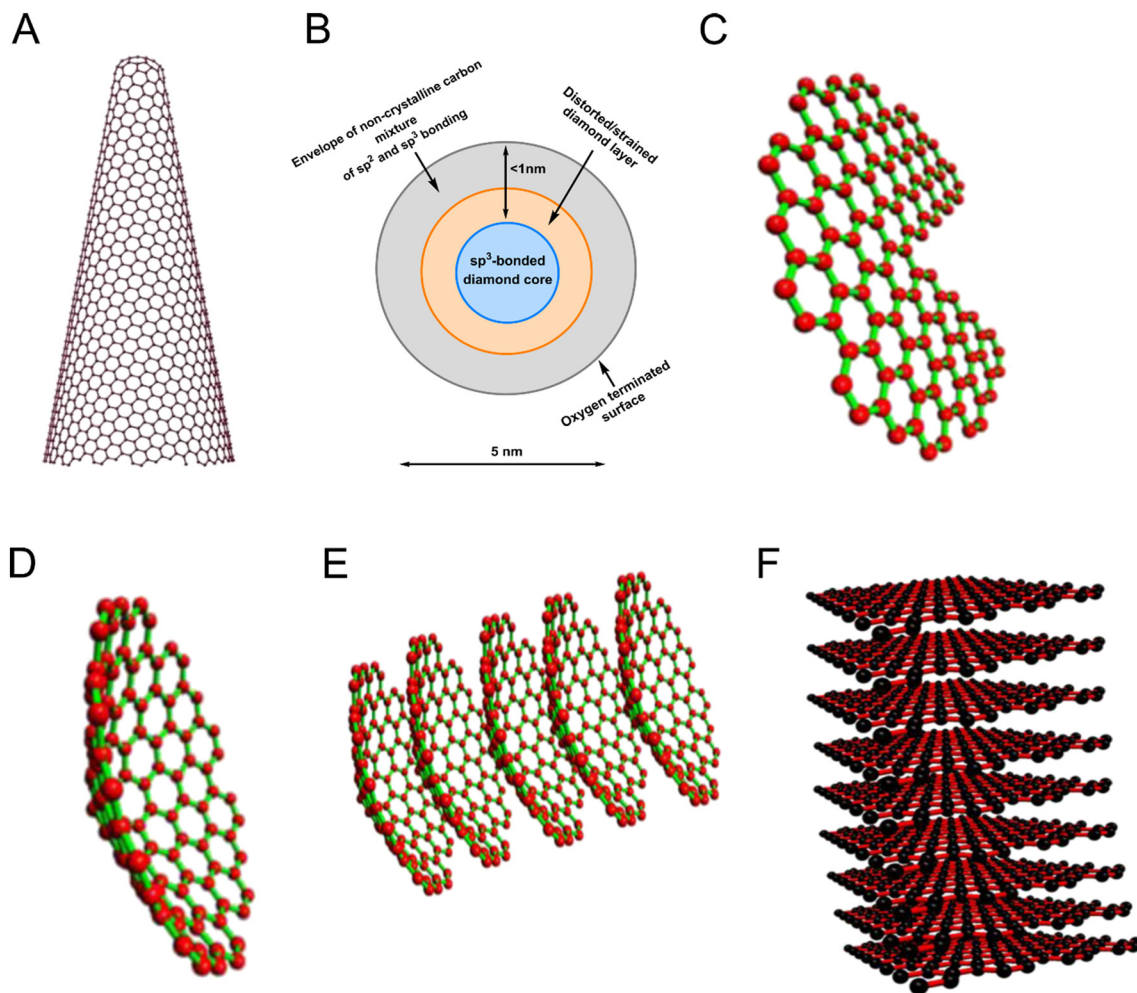 A
B
C
Envelope of non-crystalline carbon
mixture
of sp² and sp³ bonding
Distorted/strained
diamond layer
<1nm
sp³-bonded
diamond core
Oxygen terminated
surface
5 nm
D
E
F